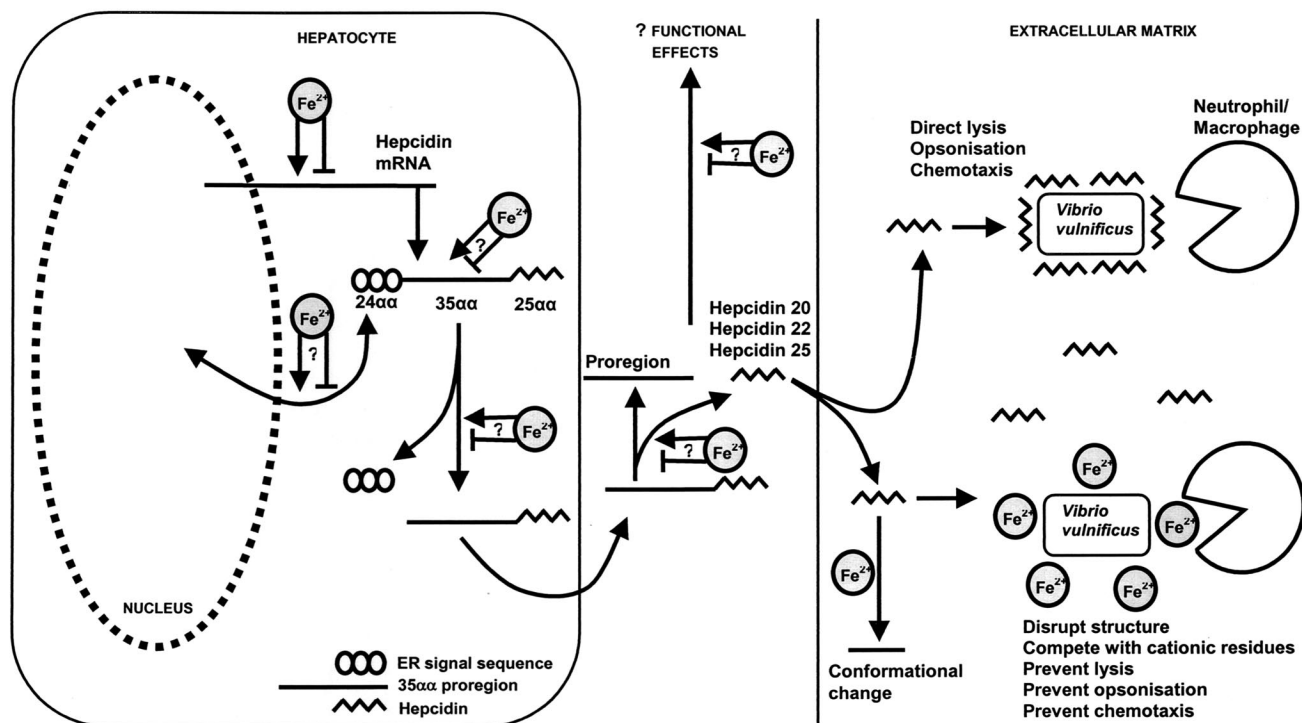 HEPATOCYTE
Fe2+
Hepcidin
mRNA
Fe2+
?
24αα
35αα
25αα
Fe2+
?
Fe2+
?
NUCLEUS
ER signal sequence
35αα proregion
Hepcidin
? FUNCTIONAL
EFFECTS
Fe2+
?
Hepcidin 20
Hepcidin 22
Hepcidin 25
Proregion
Fe2+
?
EXTRACELLULAR MATRIX
Neutrophil/
Macrophage
Direct lysis
Opsonisation
Chemotaxis
Vibrio
vulnificus
Fe2+
Fe2+
Vibrio
vulnificus
Fe2+
Fe2+
Fe2+
Fe2+
Conformational
change
Disrupt structure
Compete with cationic residues
Prevent lysis
Prevent opsonisation
Prevent chemotaxis